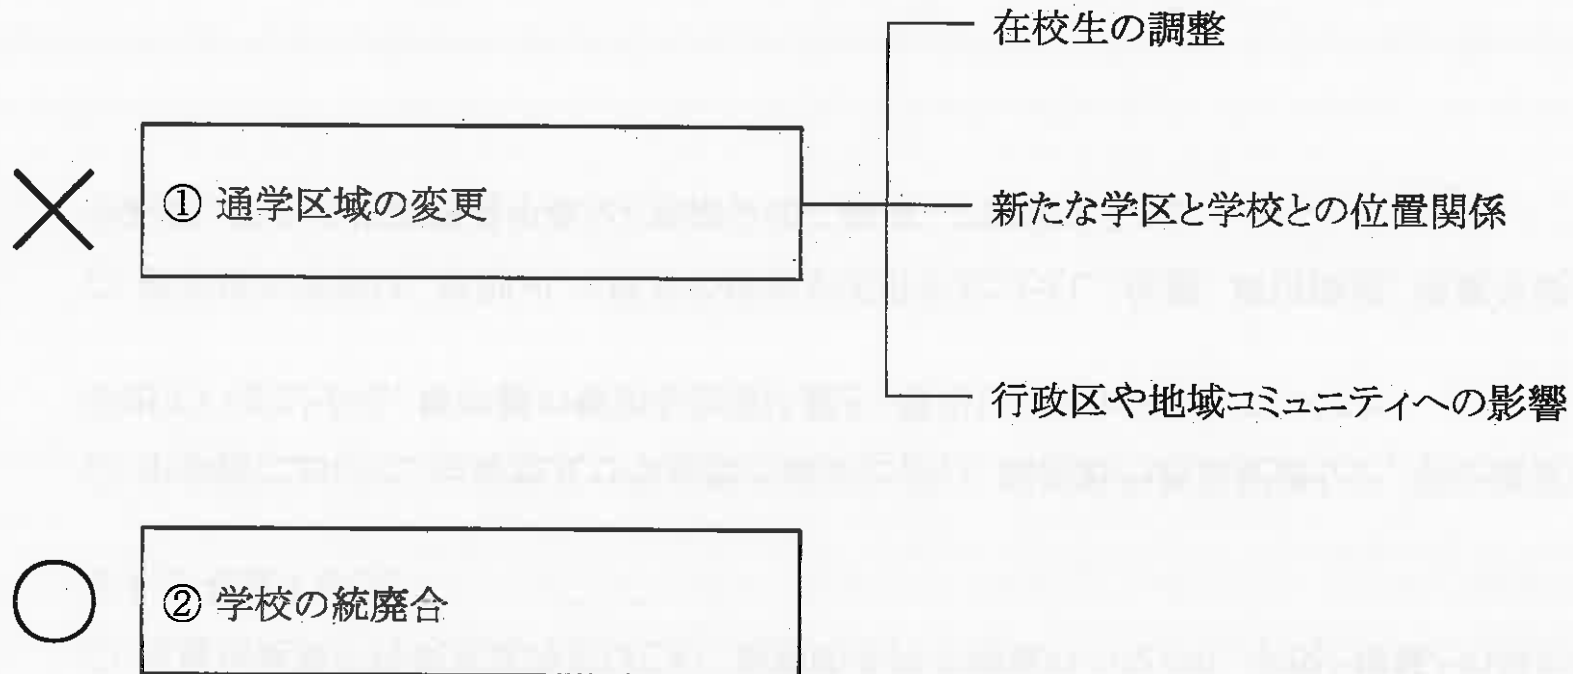 在校生の調整
① 通学区域の変更
新たな学区と学校との位置関係
行政区や地域コミュニティへの影響
② 学校の統廃合